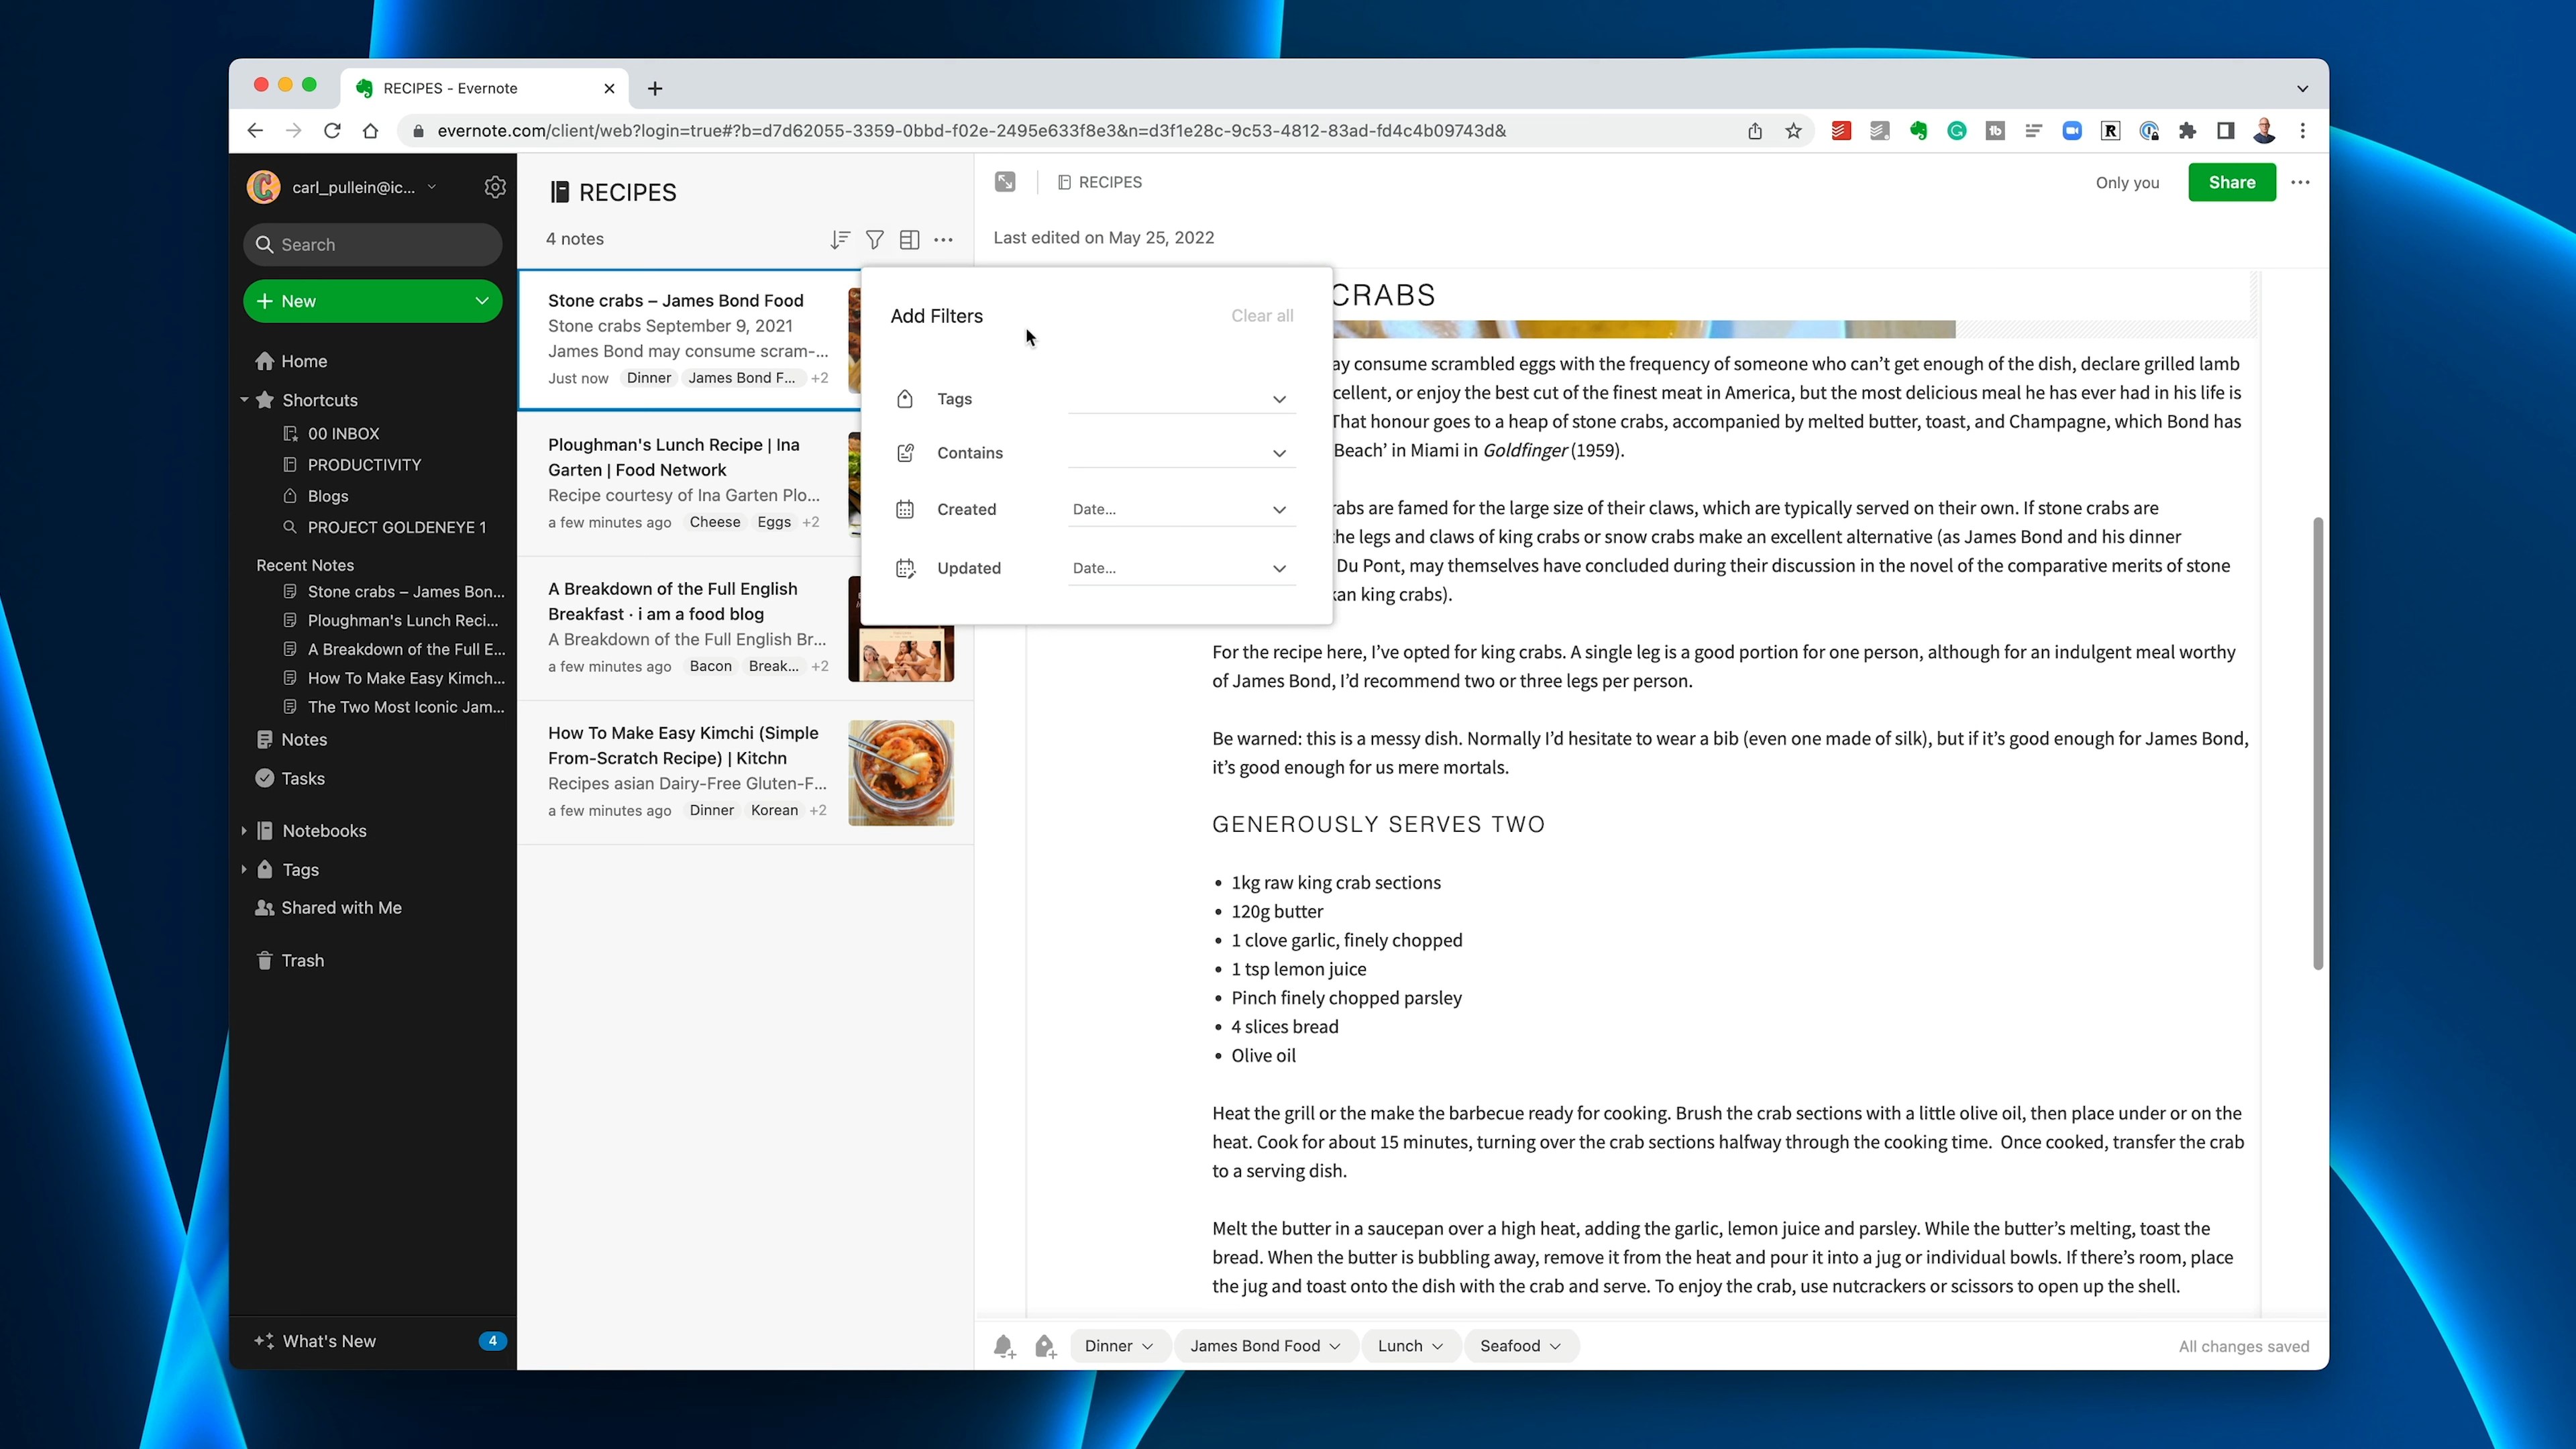 RECIPES - Evernote
evernote.com/client/web?login=true#?b=d7d62055-3359-0bbd-f02e-2495e633f8e3&n=d3f1e28c-9c53-4812-83ad-fd4c4b09743d&
carl_pullein@ic...
Search
New
Home
Shortcuts
00 INBOX
PRODUCTIVITY
Blogs
PROJECT GOLDENEYE 1
Recent Notes
Stone crabs – James Bon...
Ploughman's Lunch Reci...
A Breakdown of the Full E...
How To Make Easy Kimch...
The Two Most Iconic Jam...
Notes
Tasks
Notebooks
Tags
Shared with Me
Trash
What's New
4
RECIPES
4 notes
Stone crabs – James Bond Food
Stone crabs September 9, 2021
James Bond may consume scram-...
Just now Dinner James Bond F... +2
Ploughman's Lunch Recipe | Ina
Garten | Food Network
Recipe courtesy of Ina Garten Plo...
a few minutes ago Cheese Eggs +2
A Breakdown of the Full English
Breakfast · i am a food blog
A Breakdown of the Full English Br...
a few minutes ago Bacon Break... +2
How To Make Easy Kimchi (Simple
From-Scratch Recipe) | Kitchn
Recipes asian Dairy-Free Gluten-F...
a few minutes ago Dinner Korean +2
Add Filters Clear all
Tags
Contains
Created Date...
Updated Date...
RECIPES
Only you Share
Last edited on May 25, 2022
CRABS
ay consume scrambled eggs with the frequency of someone who can’t get enough of the dish, declare grilled lamb
cellent, or enjoy the best cut of the finest meat in America, but the most delicious meal he has ever had in his life is
That honour goes to a heap of stone crabs, accompanied by melted butter, toast, and Champagne, which Bond has
Beach’ in Miami in Goldfinger (1959).
rabs are famed for the large size of their claws, which are typically served on their own. If stone crabs are
he legs and claws of king crabs or snow crabs make an excellent alternative (as James Bond and his dinner
Du Pont, may themselves have concluded during their discussion in the novel of the comparative merits of stone
kan king crabs).
For the recipe here, I’ve opted for king crabs. A single leg is a good portion for one person, although for an indulgent meal worthy
of James Bond, I’d recommend two or three legs per person.
Be warned: this is a messy dish. Normally I’d hesitate to wear a bib (even one made of silk), but if it’s good enough for James Bond,
it’s good enough for us mere mortals.
GENEROUSLY SERVES TWO
• 1kg raw king crab sections
• 120g butter
• 1 clove garlic, finely chopped
• 1 tsp lemon juice
• Pinch finely chopped parsley
• 4 slices bread
• Olive oil
Heat the grill or the make the barbecue ready for cooking. Brush the crab sections with a little olive oil, then place under or on the
heat. Cook for about 15 minutes, turning over the crab sections halfway through the cooking time. Once cooked, transfer the crab
to a serving dish.
Melt the butter in a saucepan over a high heat, adding the garlic, lemon juice and parsley. While the butter’s melting, toast the
bread. When the butter is bubbling away, remove it from the heat and pour it into a jug or individual bowls. If there’s room, place
the jug and toast onto the dish with the crab and serve. To enjoy the crab, use nutcrackers or scissors to open up the shell.
Dinner James Bond Food Lunch Seafood
All changes saved